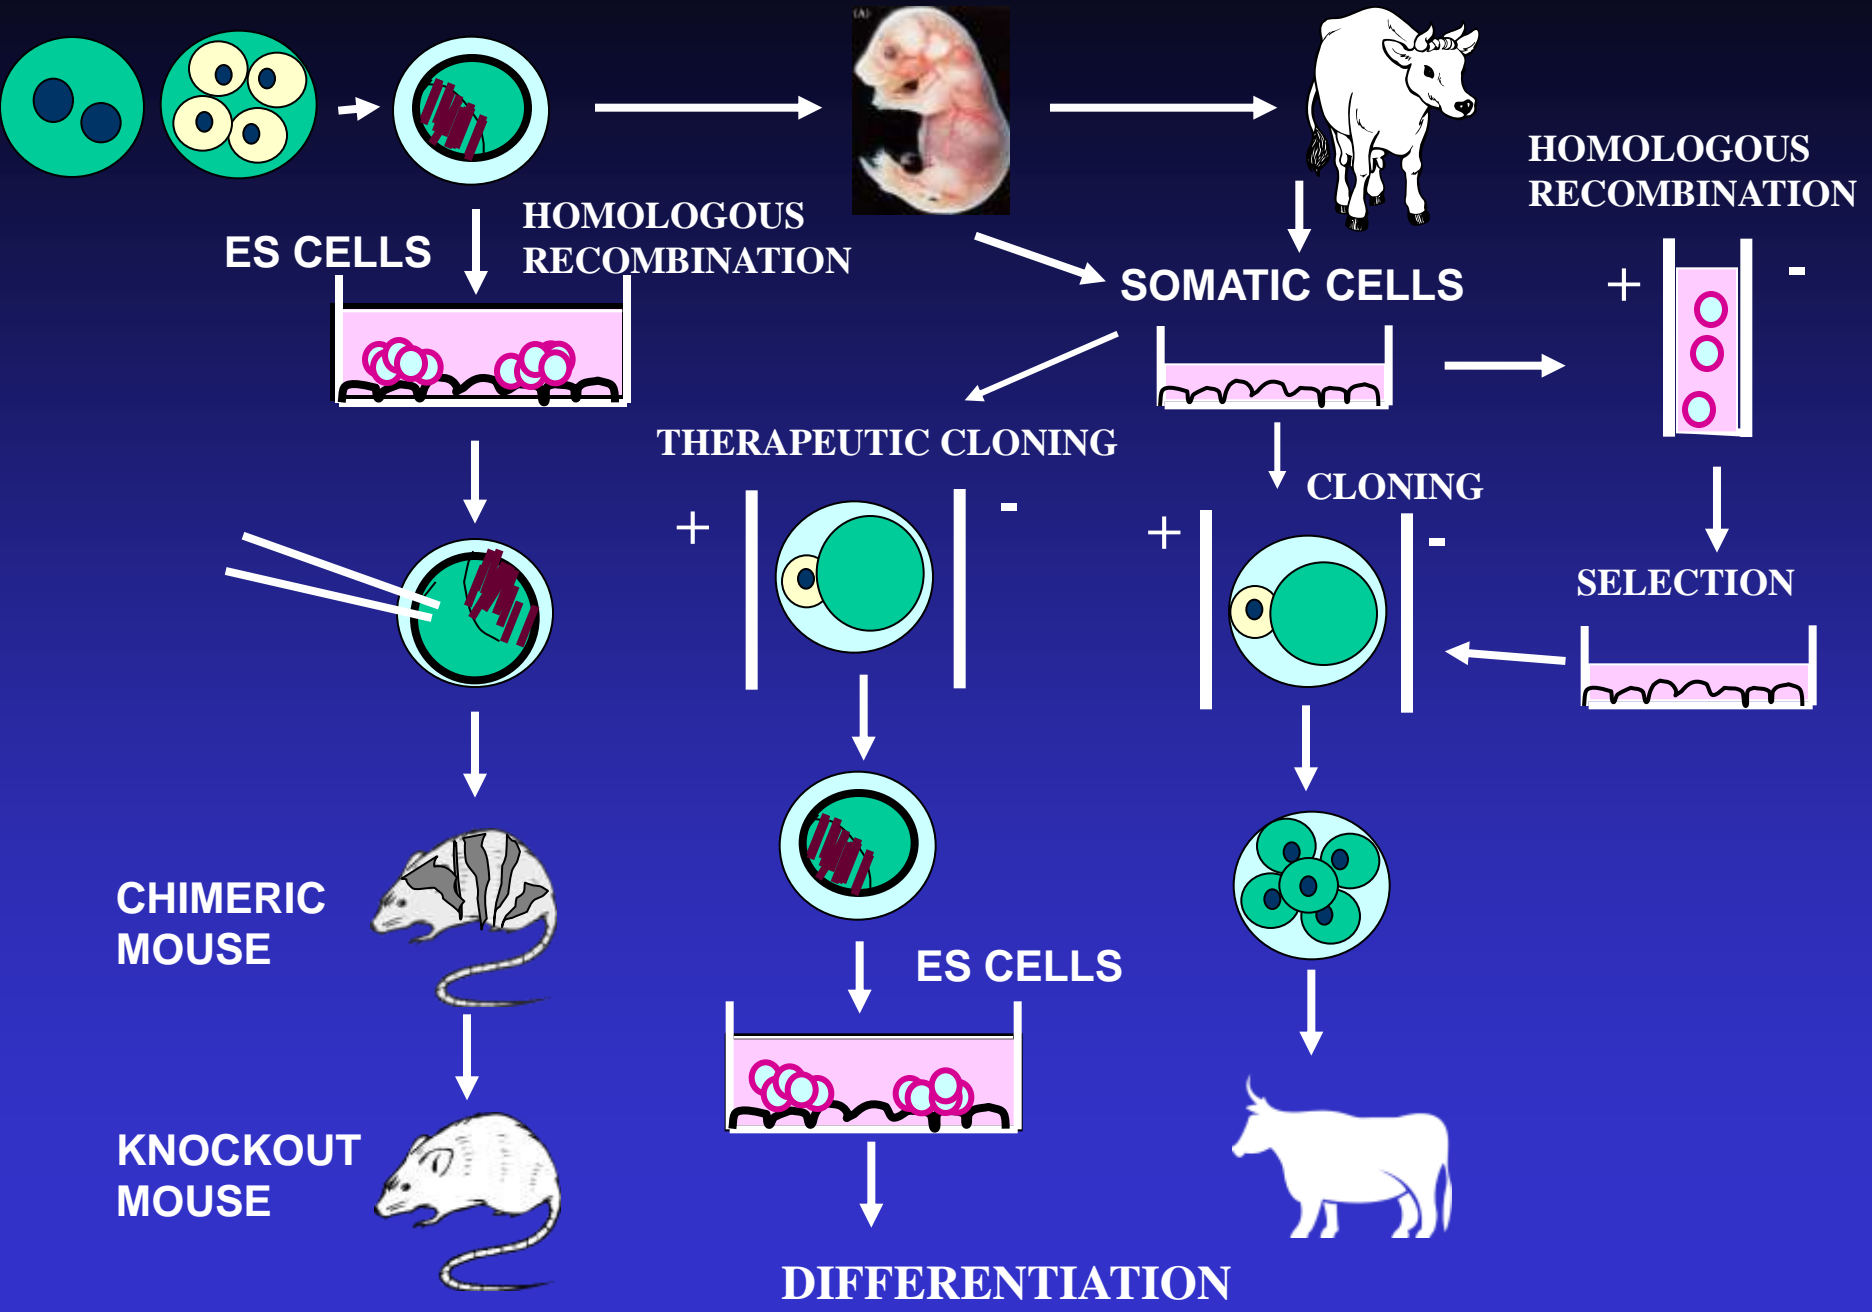 (A)
HOMOLOGOUS
RECOMBINATION
HOMOLOGOUS
RECOMBINATION
ES CELLS
SOMATIC CELLS
+
-
THERAPEUTIC CLONING
CLONING
+
-
+
-
SELECTION
CHIMERIC
MOUSE
ES CELLS
KNOCKOUT
MOUSE
DIFFERENTIATION